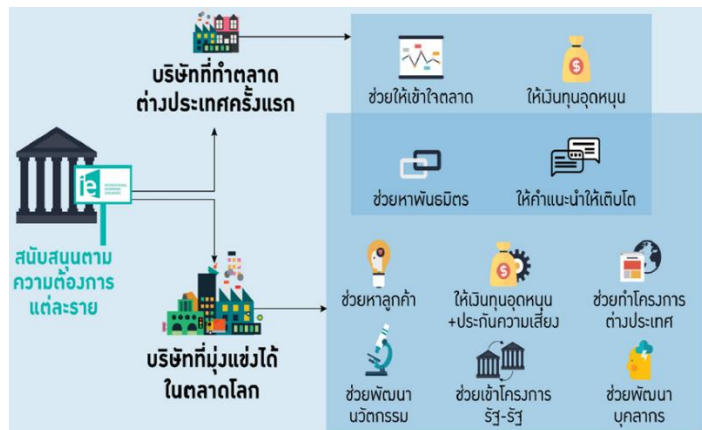 บริษัทที่ทำตลาด
ต่างประเทศครั้งแรก
ช่วยให้เข้าใจตลาด
ให้เงินทุนอุดหนุน
ช่วยหาพันธมิตร
ให้คำแนะนำให้เติบโต
ie
สนับสนุนตาม
ความต้องการ
แต่ละราย
บริษัทที่มุ่งแข่งได้
ในตลาดโลก
ช่วยหาลูกค้า
ให้เงินทุนอุดหนุน
+ประกันความเสี่ยง
ช่วยทำโครงการ
ต่างประเทศ
ช่วยพัฒนา
นวัตกรรม
ช่วยเข้าโครงการ
รัฐ-รัฐ
ช่วยพัฒนา
บุคลากร